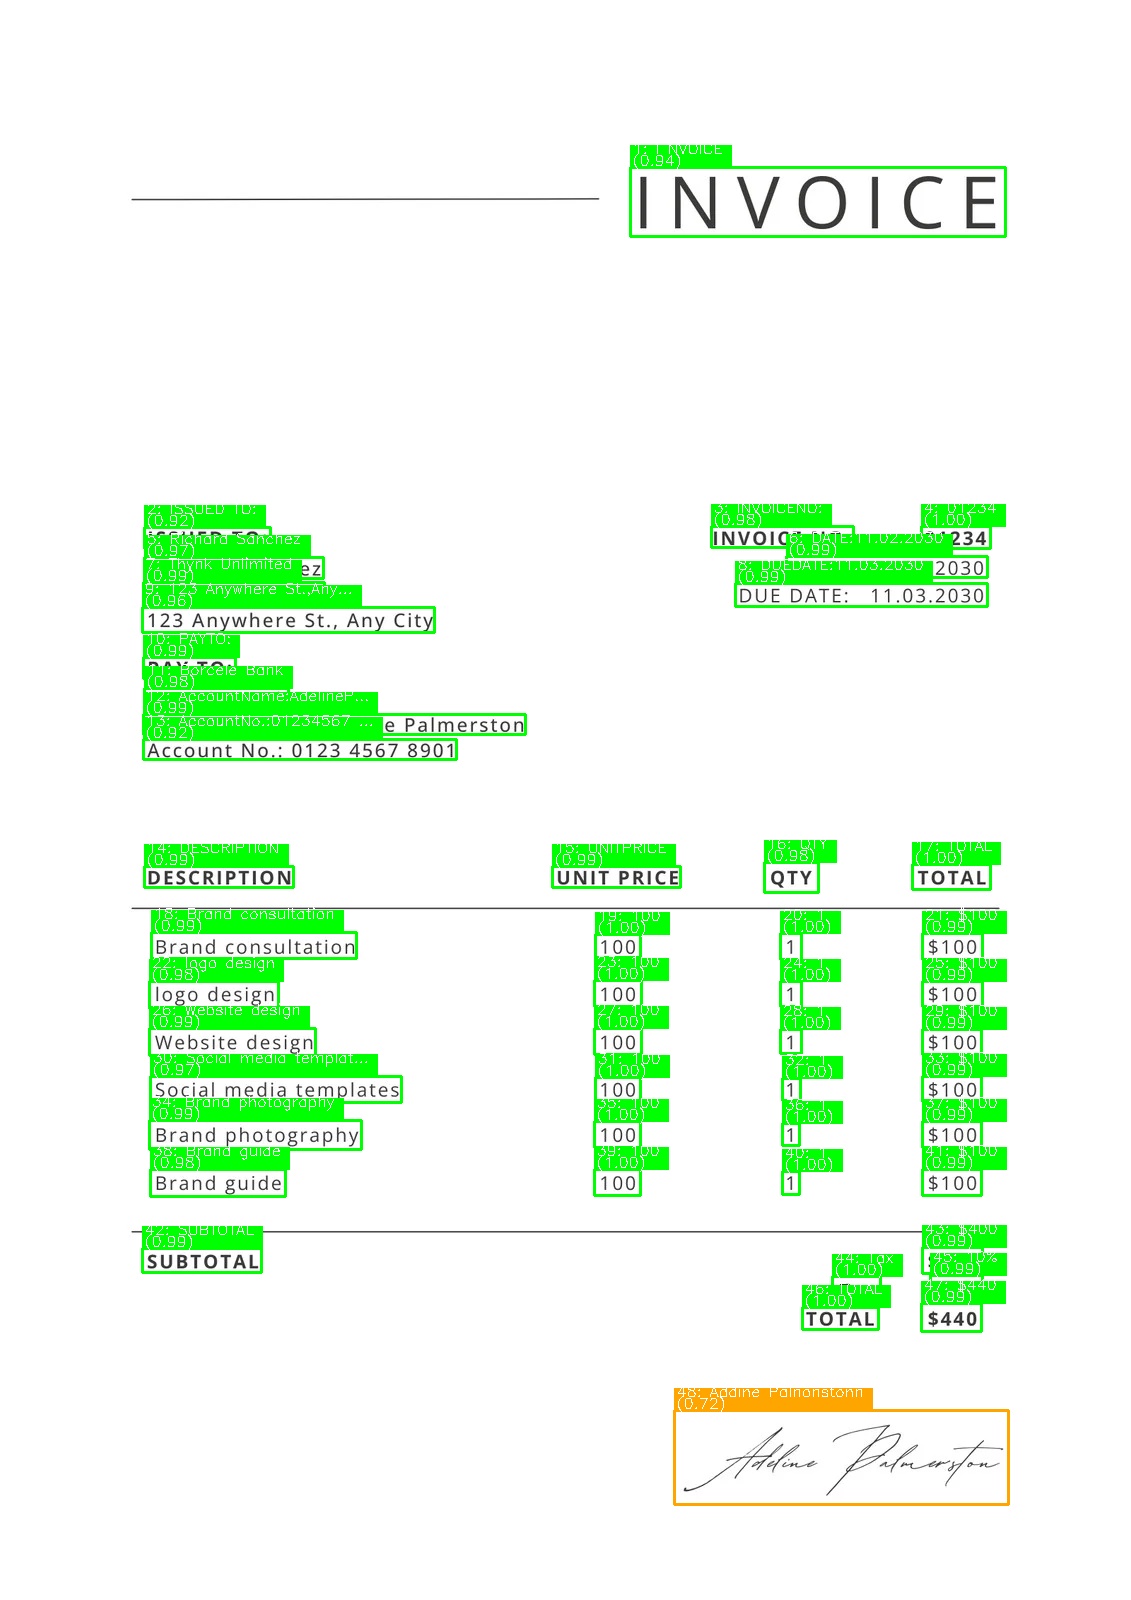 1: I NVOICE
(0.94)
INVOICE
2: ISSUED TO:
(0.92)
3: INVOICENO:
(0.98)
4: 01234
(1.00)
5: Richard Sanchez
(0.97)
6: DATE:11.02.2030
(0.99)
7: Thynk Unlimited
(0.99)
2030
8: DUEDATE:11.03.2030
(0.99)
9: 123 Anywhere St.,Any...
(0.96)
DUE DATE: 11.03.2030
123 Anywhere St., Any City
10: PAYTO:
(0.99)
PAY TO:
11: Borcele Bank
(0.98)
12: AccountName:AdelineP...
(0.99)
13: AccountNo.:01234567 ...
(0.92)
Palmerston
Account No.: 0123 4567 8901
14: DESCRIPTION (0.99) 15: UNITPRICE (0.99) 16: QTY (0.98) 17: TOTAL (1.00)
DESCRIPTION UNIT PRICE QTY TOTAL
18: Brand consultation (0.99) 19: 100 (1.00) 20: 1 (1.00) 21: $100 (0.99)
Brand consultation 100 1 $100
22: logo design (0.98) 23: 100 (1.00) 24: 1 (1.00) 25: $100 (0.99)
logo design 100 1 $100
26: Website design (0.99) 27: 100 (1.00) 28: 1 (1.00) 29: $100 (0.99)
Website design 100 1 $100
30: Social media templat... (0.97) 31: 100 (1.00) 32: 1 (1.00) 33: $100 (0.99)
Social media templates 100 1 $100
34: Brand photography (0.99) 35: 100 (1.00) 36: 1 (1.00) 37: $100 (0.99)
Brand photography 100 1 $100
38: Brand guide (0.98) 39: 100 (1.00) 40: 1 (1.00) 41: $100 (0.99)
Brand guide 100 1 $100
42: SUBTOTAL (0.99) 43: $400 (0.99)
SUBTOTAL
44: Tax (1.00) 45: 10% (0.99)
46: TOTAL (1.00) 47: $440 (0.99)
TOTAL $440
48: Addine Palnonstonn
(0.72)
Adeline Palmerston